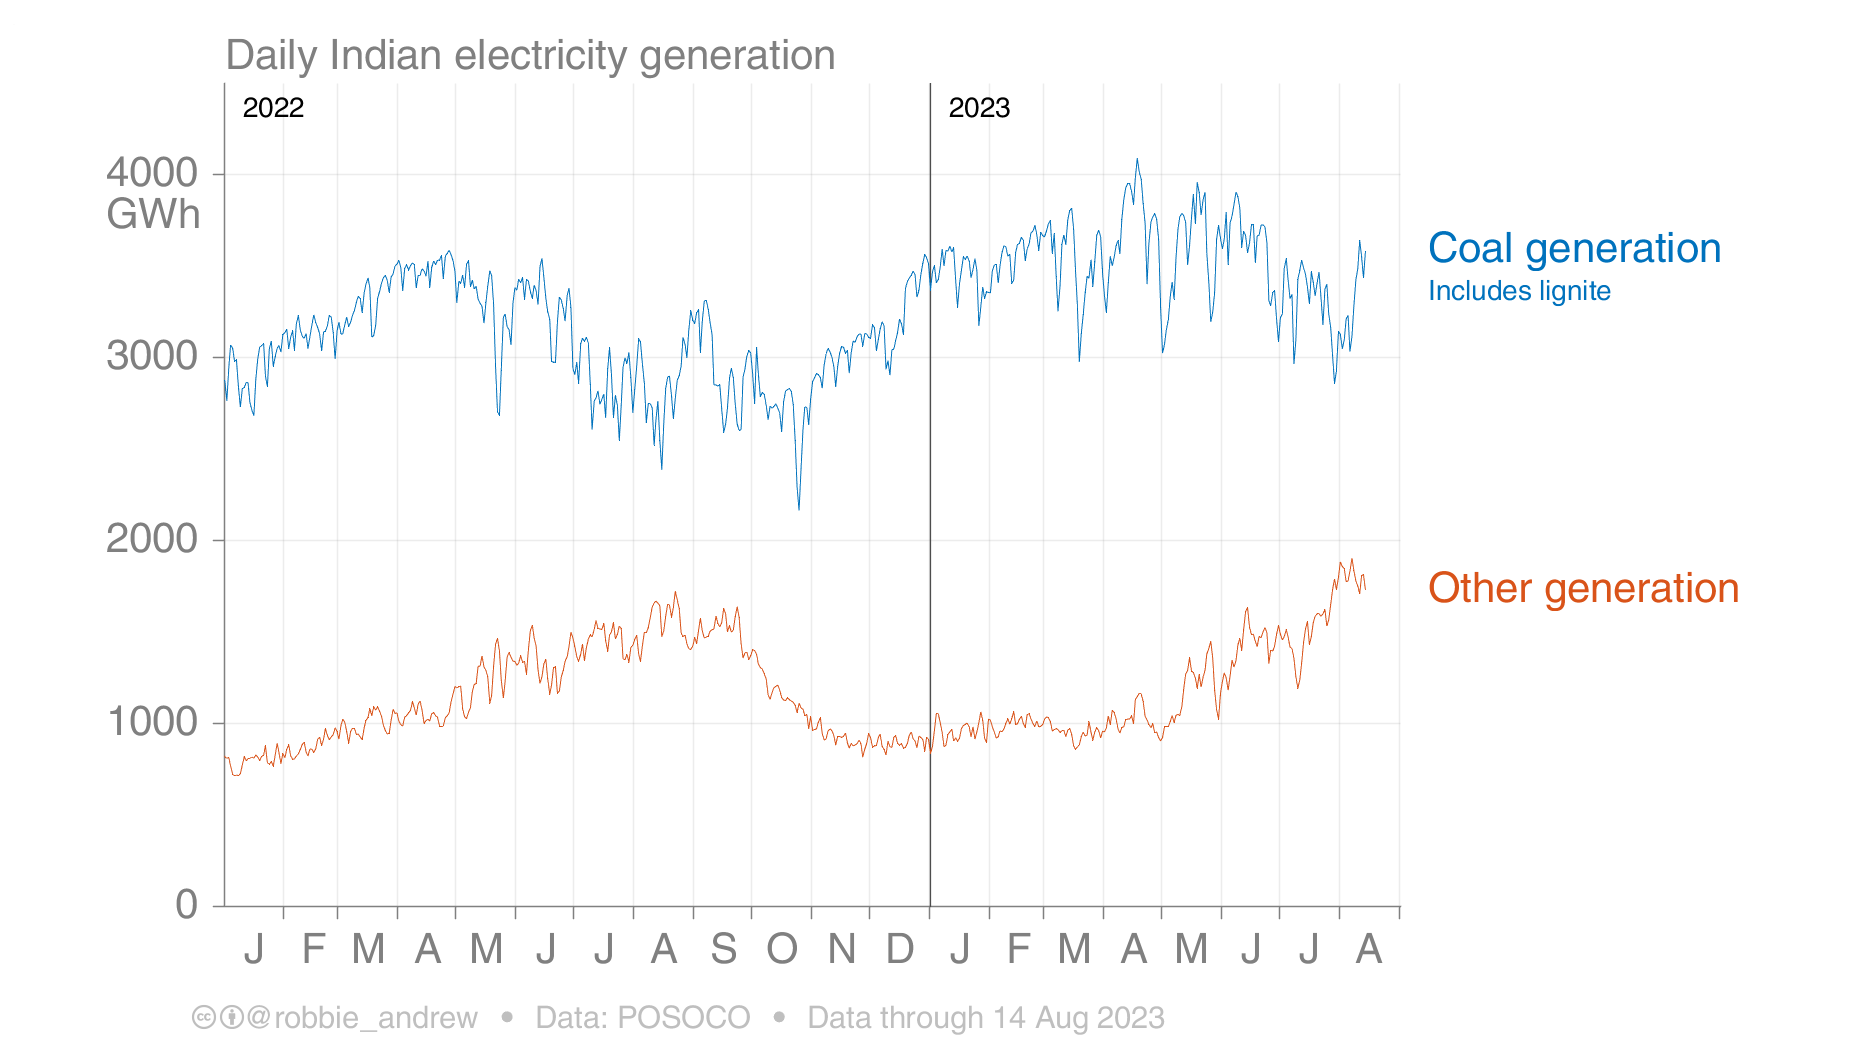 Daily Indian electricity generation
2022
2023
4000
GWh
3000
2000
1000
0
Coal generation
Includes lignite
Other generation
J F M A M J J A S O N D J F M A M J J A
cc @robbie_andrew • Data: POSOCO • Data through 14 Aug 2023